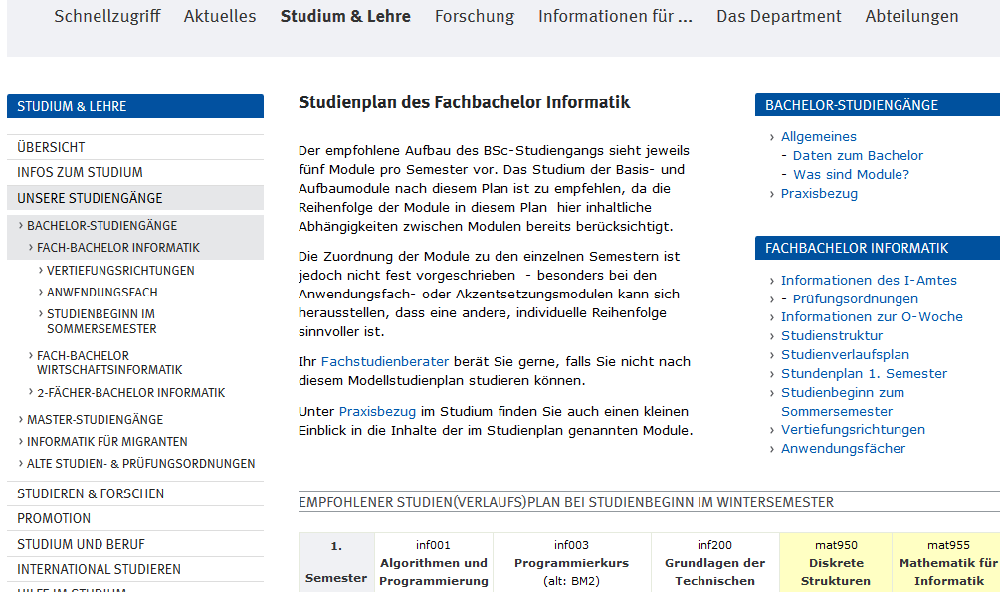 Schnellzugriff Aktuelles Studium & Lehre Forschung Informationen für ... Das Department Abteilungen
STUDIUM & LEHRE
ÜBERSICHT
INFOS ZUM STUDIUM
UNSERE STUDIENGÄNGE
› BACHELOR-STUDIENGÄNGE
› FACH-BACHELOR INFORMATIK
› VERTIEFUNGSRICHTUNGEN
› ANWENDUNGSFACH
› STUDIENBEGINN IM
SOMMERSEMESTER
› FACH-BACHELOR
WIRTSCHAFTSINFORMATIK
› 2-FÄCHER-BACHELOR INFORMATIK
› MASTER-STUDIENGÄNGE
› INFORMATIK FÜR MIGRANTEN
› ALTE STUDIEN- & PRÜFUNGSORDNUNGEN
STUDIEREN & FORSCHEN
PROMOTION
STUDIUM UND BERUF
INTERNATIONAL STUDIEREN
HILFE IM STUDIUM
Studienplan des Fachbachelor Informatik
Der empfohlene Aufbau des BSc-Studiengangs sieht jeweils
fünf Module pro Semester vor. Das Studium der Basis- und
Aufbaumodule nach diesem Plan ist zu empfehlen, da die
Reihenfolge der Module in diesem Plan hier inhaltliche
Abhängigkeiten zwischen Modulen bereits berücksichtigt.
Die Zuordnung der Module zu den einzelnen Semestern ist
jedoch nicht fest vorgeschrieben - besonders bei den
Anwendungsfach- oder Akzentsetzungsmodulen kann sich
herausstellen, dass eine andere, individuelle Reihenfolge
sinnvoller ist.
Ihr Fachstudienberater berät Sie gerne, falls Sie nicht nach
diesem Modellstudienplan studieren können.
Unter Praxisbezug im Studium finden Sie auch einen kleinen
Einblick in die Inhalte der im Studienplan genannten Module.
BACHELOR-STUDIENGÄNGE
› Allgemeines
- Daten zum Bachelor
- Was sind Module?
› Praxisbezug
FACHBACHELOR INFORMATIK
› Informationen des I-Amtes
› - Prüfungsordnungen
› Informationen zur O-Woche
› Studienstruktur
› Studienverlaufsplan
› Stundenplan 1. Semester
› Studienbeginn zum
Sommersemester
› Vertiefungsrichtungen
› Anwendungsfächer
EMPFOHLENER STUDIEN(VERLAUFS)PLAN BEI STUDIENBEGINN IM WINTERSEMESTER
1.
Semester
inf001
Algorithmen und
Programmierung
inf003
Programmierkurs
(alt: BM2)
inf200
Grundlagen der
Technischen
mat950
Diskrete
Strukturen
mat955
Mathematik für
Informatik